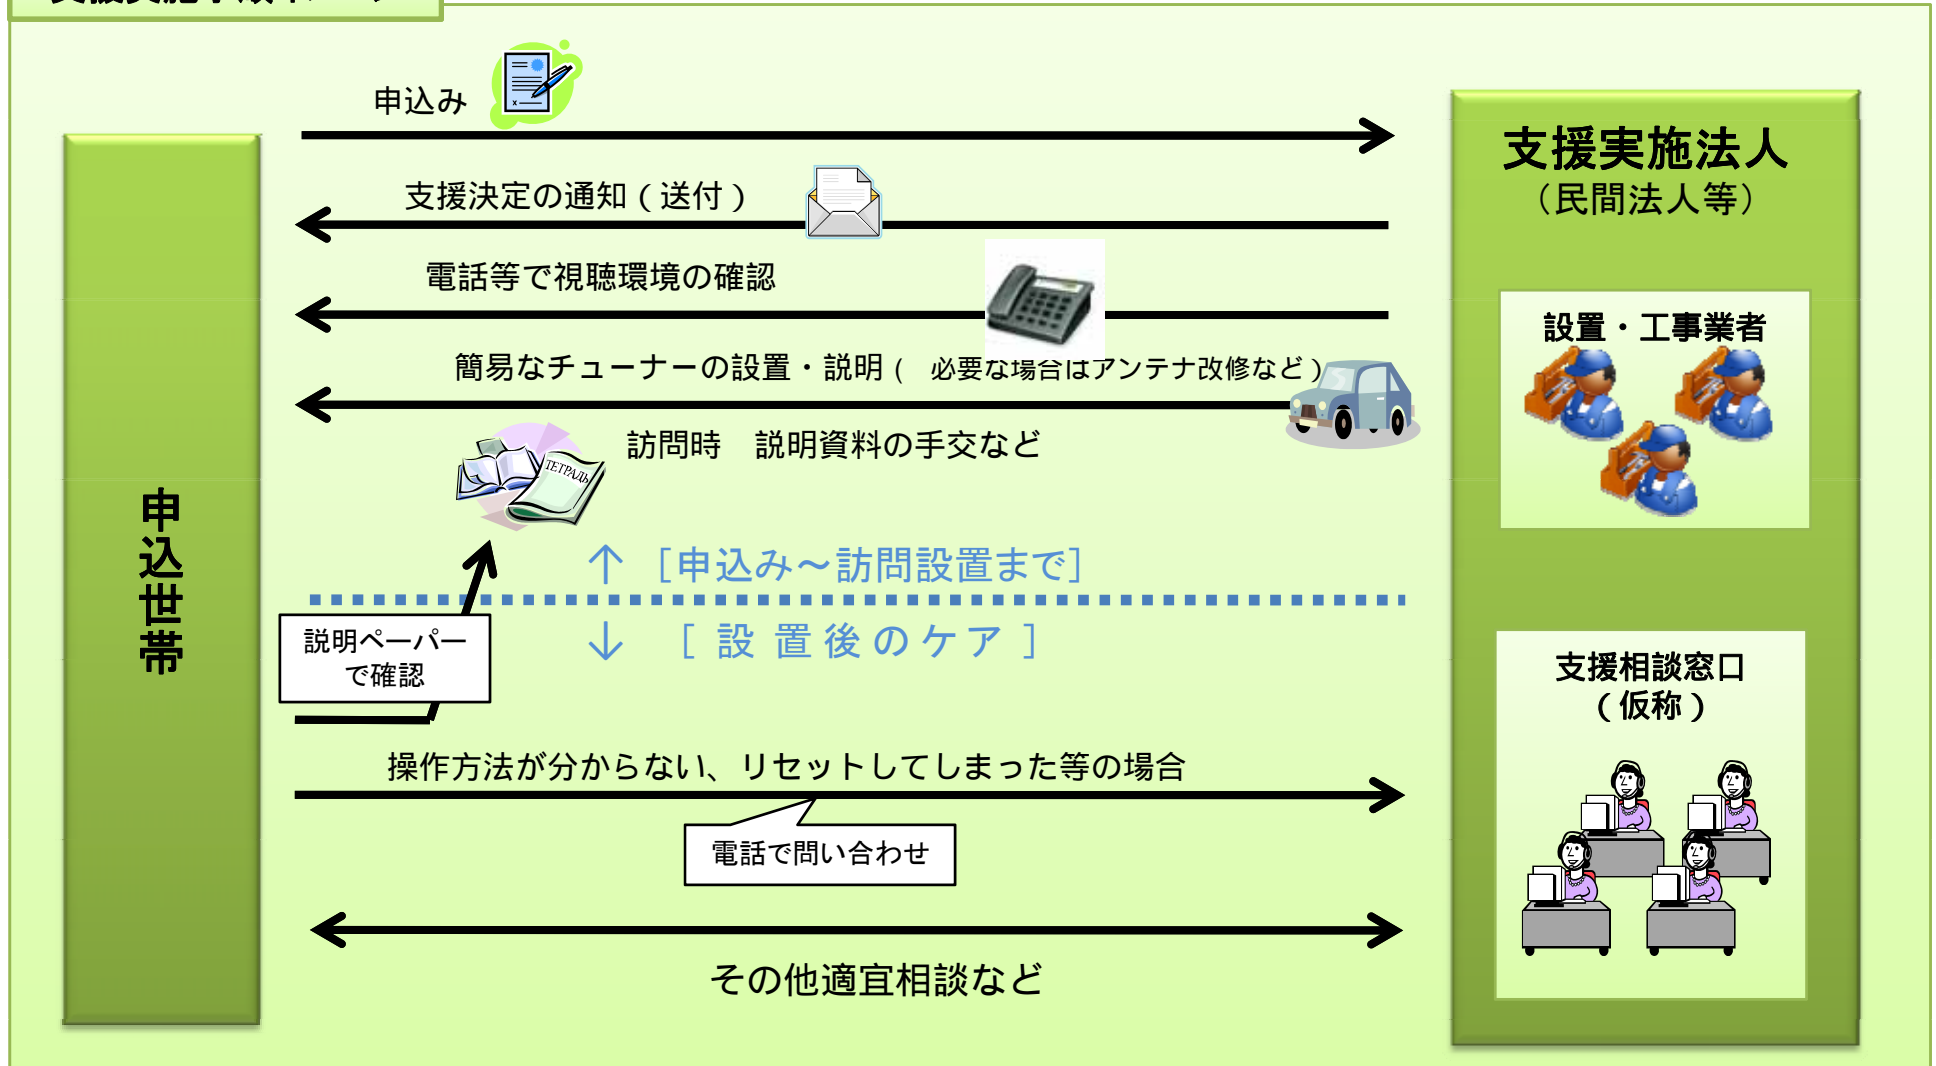 申込み
支援決定の通知(送付)
電話等で視聴環境の確認
簡易なチューナーの設置・説明( 必要な場合はアンテナ改修など)
訪問時 説明資料の手交など
ТЕТРАДЬ
↑ [申込み～訪問設置まで]
↓ [設置後のケア]
説明ペーパー
で確認
操作方法が分からない、リセットしてしまった等の場合
電話で問い合わせ
その他適宜相談など
申込世帯
支援実施法人
(民間法人等)
設置・工事業者
支援相談窓口
(仮称)